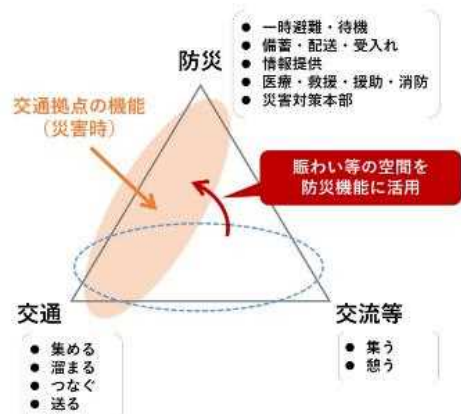 ● 一時避難・待機
● 備蓄・配送・受入れ
● 情報提供
● 医療・救援・援助・消防
● 災害対策本部
防災
交通拠点の機能
（災害時）
賑わい等の空間を
防災機能に活用
交通
● 集める
● 溜まる
● つなぐ
● 送る
交流等
● 集う
● 憩う